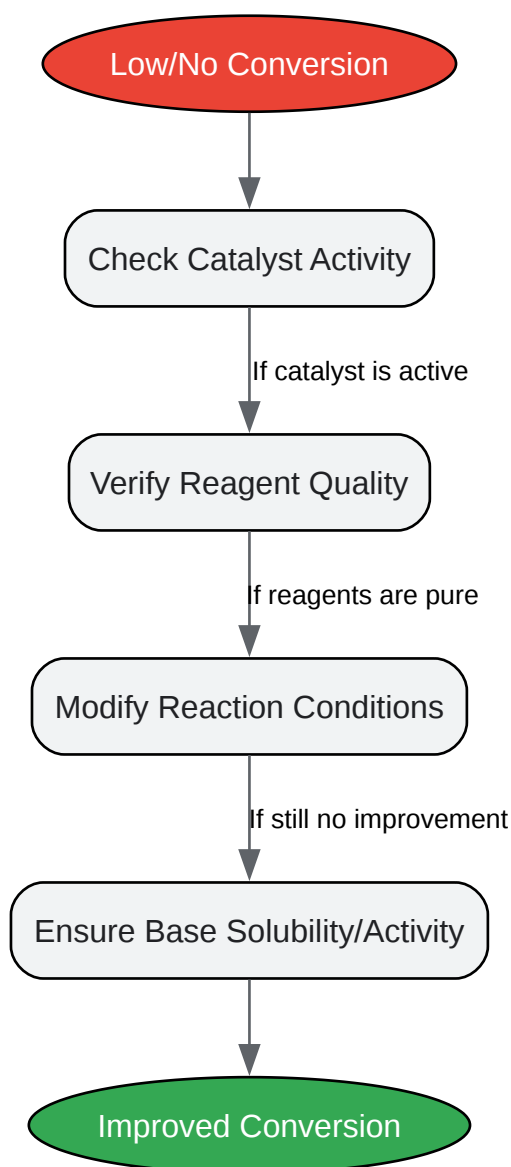 Low/No Conversion
Check Catalyst Activity
If catalyst is active
Verify Reagent Quality
If reagents are pure
Modify Reaction Conditions
If still no improvement
Ensure Base Solubility/Activity
Improved Conversion